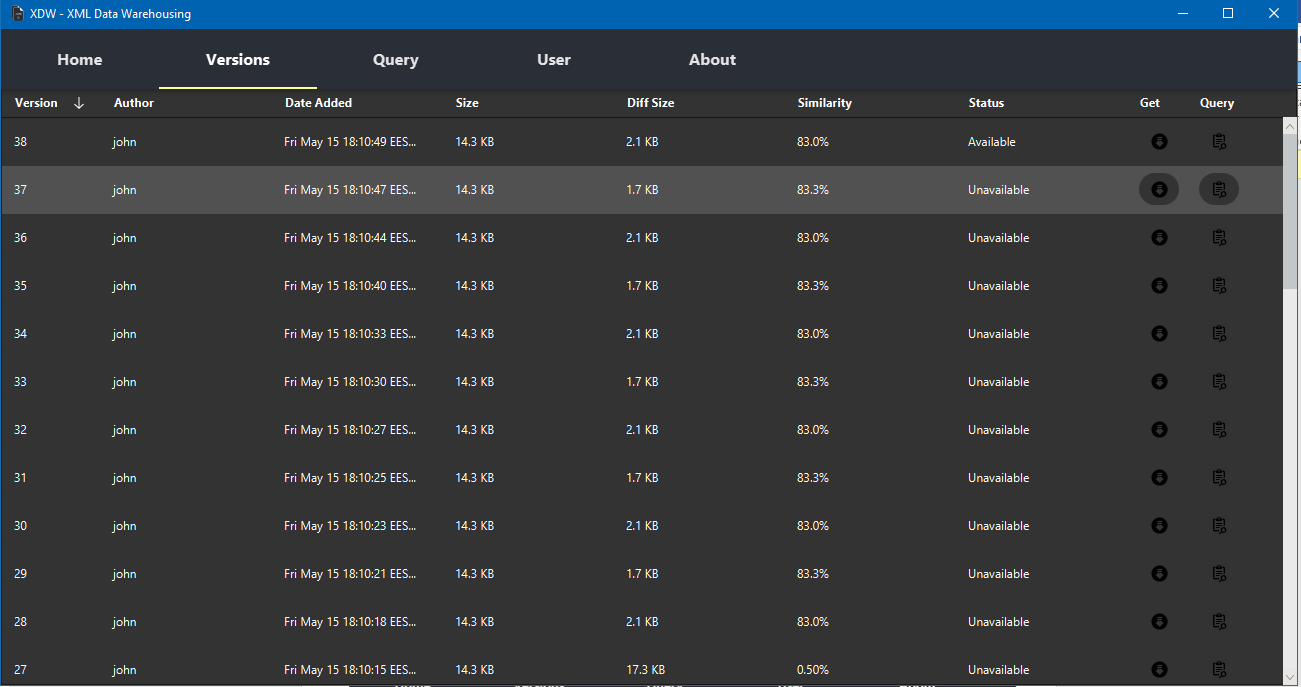 XDW - XML Data Warehousing
Home Versions Query User About
Version Author Date Added Size Diff Size Similarity Status Get Query
38 john Fri May 15 18:10:49 EES... 14.3 KB 2.1 KB 83.0% Available
37 john Fri May 15 18:10:47 EES... 14.3 KB 1.7 KB 83.3% Unavailable
36 john Fri May 15 18:10:44 EES... 14.3 KB 2.1 KB 83.0% Unavailable
35 john Fri May 15 18:10:40 EES... 14.3 KB 1.7 KB 83.3% Unavailable
34 john Fri May 15 18:10:33 EES... 14.3 KB 2.1 KB 83.0% Unavailable
33 john Fri May 15 18:10:30 EES... 14.3 KB 1.7 KB 83.3% Unavailable
32 john Fri May 15 18:10:27 EES... 14.3 KB 2.1 KB 83.0% Unavailable
31 john Fri May 15 18:10:25 EES... 14.3 KB 1.7 KB 83.3% Unavailable
30 john Fri May 15 18:10:23 EES... 14.3 KB 2.1 KB 83.0% Unavailable
29 john Fri May 15 18:10:21 EES... 14.3 KB 1.7 KB 83.3% Unavailable
28 john Fri May 15 18:10:18 EES... 14.3 KB 2.1 KB 83.0% Unavailable
27 john Fri May 15 18:10:15 EES... 14.3 KB 17.3 KB 0.50% Unavailable